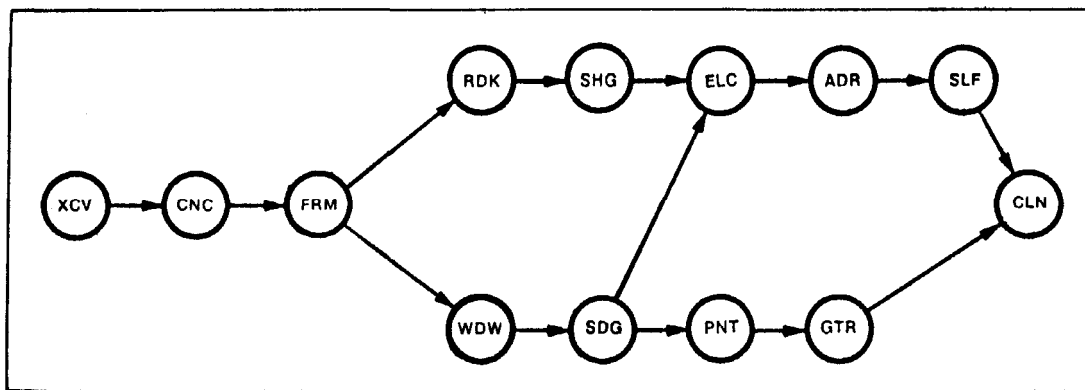 RDK
SHG
ELC
ADR
SLF
XCV
CNC
FRM
CLN
WDW
SDG
PNT
GTR